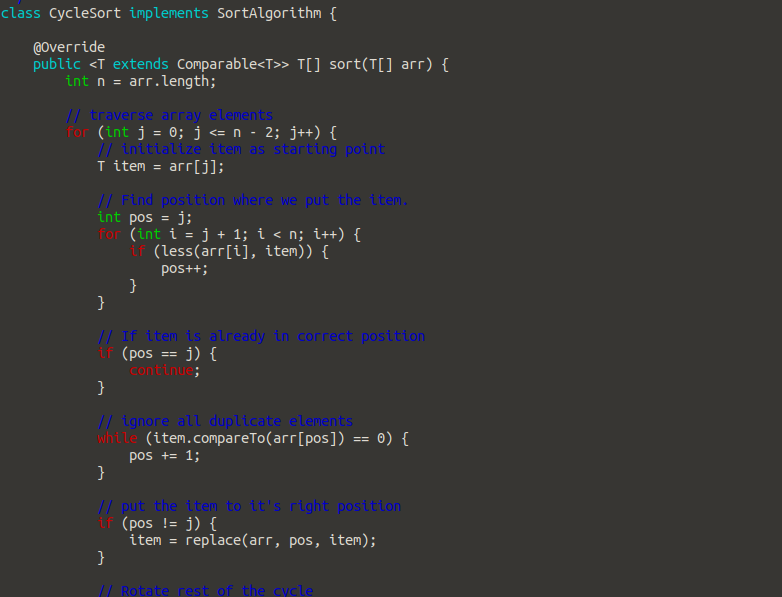 class CycleSort implements SortAlgorithm {
@Override
public <T extends Comparable<T>> T[] sort(T[] arr) {
int n = arr.length;
// traverse array elements
for (int j = 0; j <= n - 2; j++) {
// initialize item as starting point
T item = arr[j];
// Find position where we put the item.
int pos = j;
for (int i = j + 1; i < n; i++) {
if (less(arr[i], item)) {
pos++;
}
}
// If item is already in correct position
if (pos == j) {
continue;
}
// ignore all duplicate elements
while (item.compareTo(arr[pos]) == 0) {
pos += 1;
}
// put the item to it's right position
if (pos != j) {
item = replace(arr, pos, item);
}
// Rotate rest of the cycle